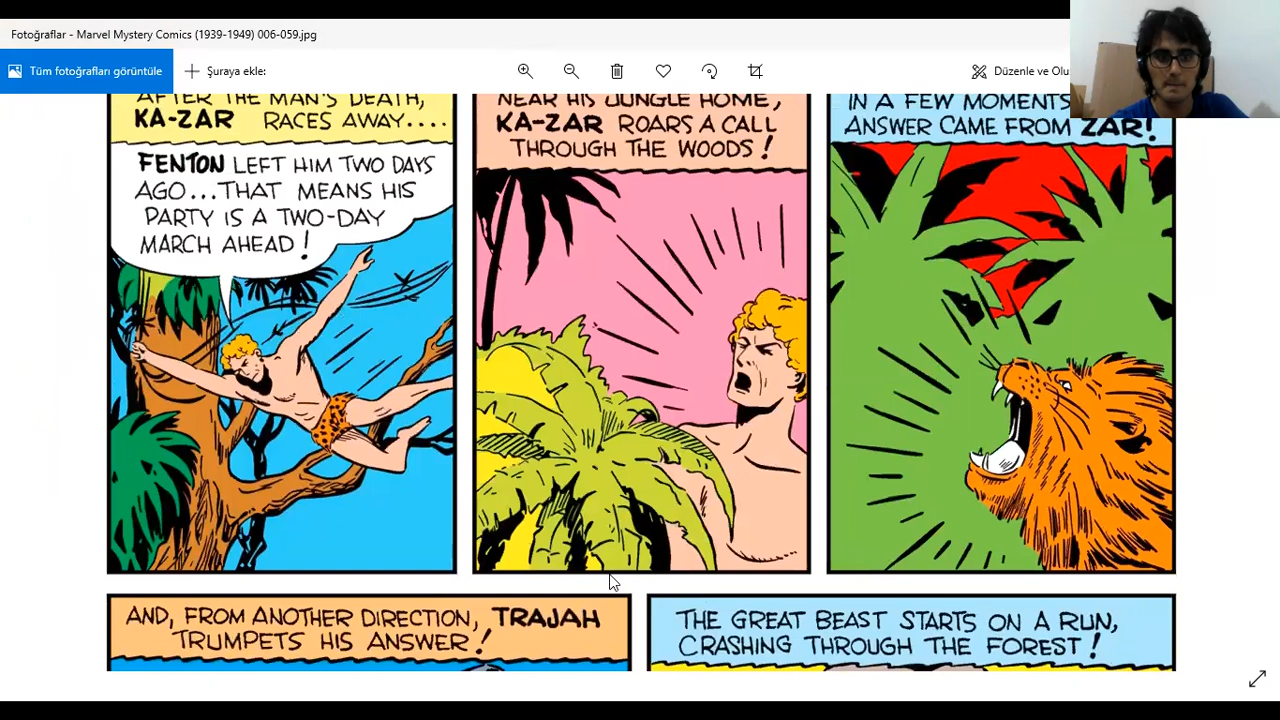 Fotoğraflar - Marvel Mystery Comics (1939-1949) 006-059.jpg
Tüm fotoğrafları görüntüle
Şuraya ekle:
Düzenle ve Olu
AFTER THE MAN'S DEATH,
KA-ZAR RACES AWAY....
FENTON LEFT HIM TWO DAYS
AGO...THAT MEANS HIS
PARTY IS A TWO-DAY
MARCH AHEAD!
NEAR HIS JUNGLE HOME,
KA-ZAR ROARS A CALL
THROUGH THE WOODS!
IN A FEW MOMENTS
ANSWER CAME FROM ZAR!
AND, FROM ANOTHER DIRECTION, TRAJAH
TRUMPETS HIS ANSWER!
THE GREAT BEAST STARTS ON A RUN,
CRASHING THROUGH THE FOREST!